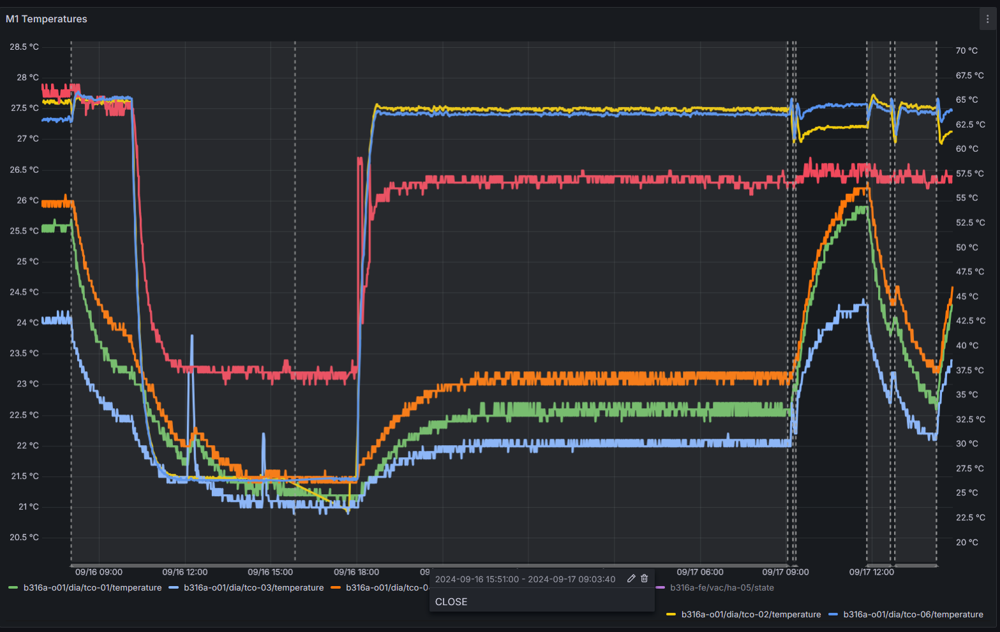 M1 Temperatures
28.5 °C
28 °C
27.5 °C
27 °C
26.5 °C
26 °C
25.5 °C
25 °C
24.5 °C
24 °C
23.5 °C
23 °C
22.5 °C
22 °C
21.5 °C
21 °C
20.5 °C
70 °C
67.5 °C
65 °C
62.5 °C
60 °C
57.5 °C
55 °C
52.5 °C
50 °C
47.5 °C
45 °C
42.5 °C
40 °C
37.5 °C
35 °C
32.5 °C
30 °C
27.5 °C
25 °C
22.5 °C
20 °C
09/16 09:00 09/16 12:00 09/16 15:00 09/16 18:00 09/17 06:00 09/17 09:00 09/17 12:00
b316a-o01/dia/tco-01/temperature b316a-o01/dia/tco-03/temperature b316a-o01/dia/tco-0 b316a-fe/vac/ha-05/state
b316a-o01/dia/tco-02/temperature b316a-o01/dia/tco-06/temperature
2024-09-16 15:51:00 - 2024-09-17 09:03:40
CLOSE